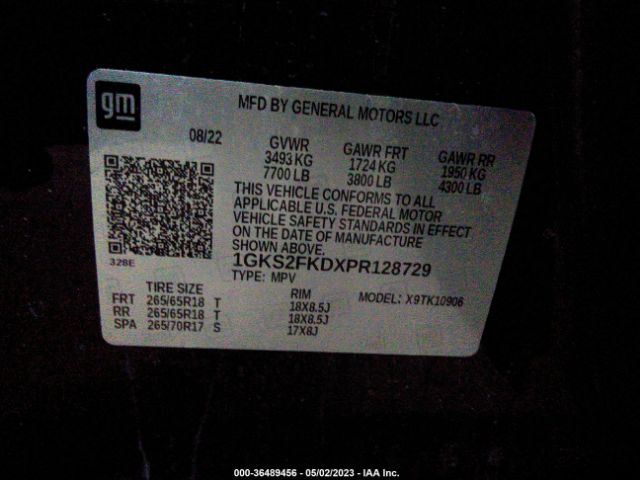 gm
MFD BY GENERAL MOTORS LLC
08/22
GVWR GAWR FRT GAWR RR
3493 KG 1724 KG 1950 KG
7700 LB 3800 LB 4300 LB
THIS VEHICLE CONFORMS TO ALL
APPLICABLE U.S. FEDERAL MOTOR
VEHICLE SAFETY STANDARDS IN EFFECT
ON THE DATE OF MANUFACTURE
SHOWN ABOVE.
328E
1GKS2FKDXPR128729
TYPE: MPV
TIRE SIZE RIM MODEL: X9TK10906
FRT 265/65R18 T 18X8.5J
RR 265/65R18 T 18X8.5J
SPA 265/70R17 S 17X8J
000-36489456 - 05/02/2023 - IAA Inc.